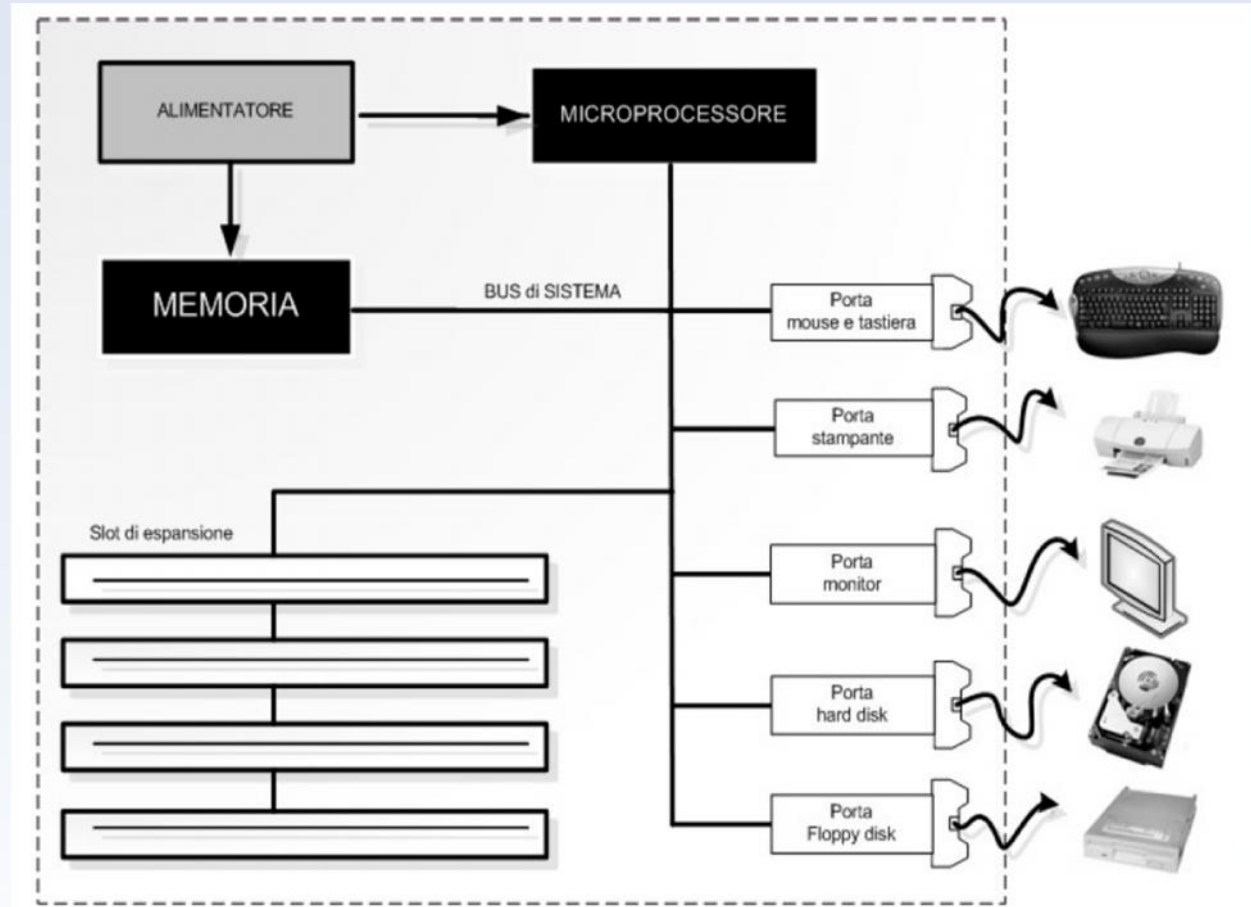 ALIMENTATORE
MICROPROCESSORE
MEMORIA
BUS di SISTEMA
Porta
mouse e tastiera
Porta
stampante
Slot di espansione
Porta
monitor
Porta
hard disk
Porta
Floppy disk